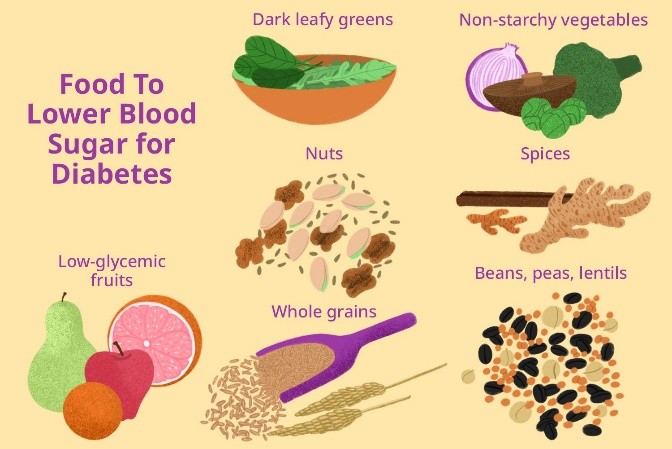 Food To
Lower Blood
Sugar for
Diabetes
Dark leafy greens
Non-starchy vegetables
Nuts
Spices
Low-glycemic
fruits
Whole grains
Beans, peas, lentils